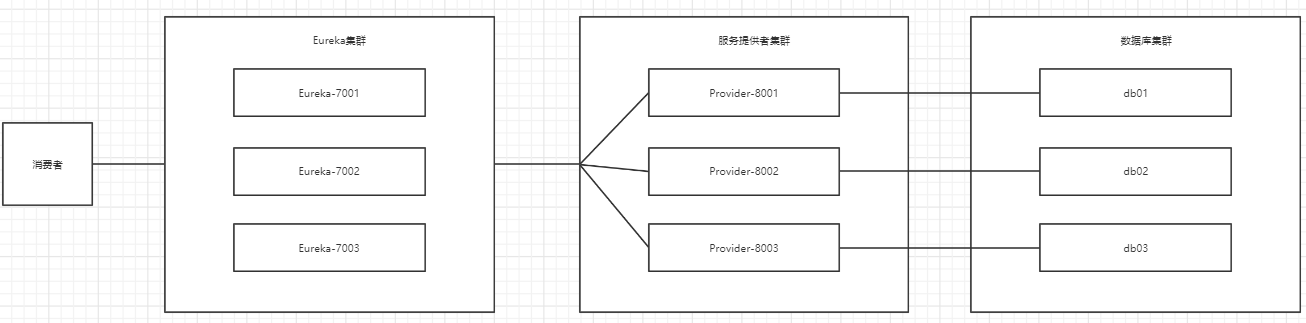 消费者
Eureka集群
Eureka-7001
Eureka-7002
Eureka-7003
服务提供者集群
Provider-8001
Provider-8002
Provider-8003
数据库集群
db01
db02
db03